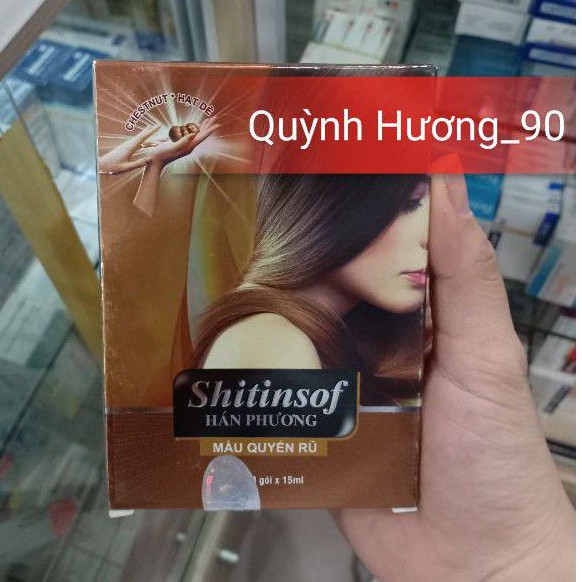 CHESTNUT * HẠT DẺ
Quỳnh Hương_90
Shitinsof
HÁN PHƯƠNG
MÀU QUYẾN RŨ
gói x 15ml